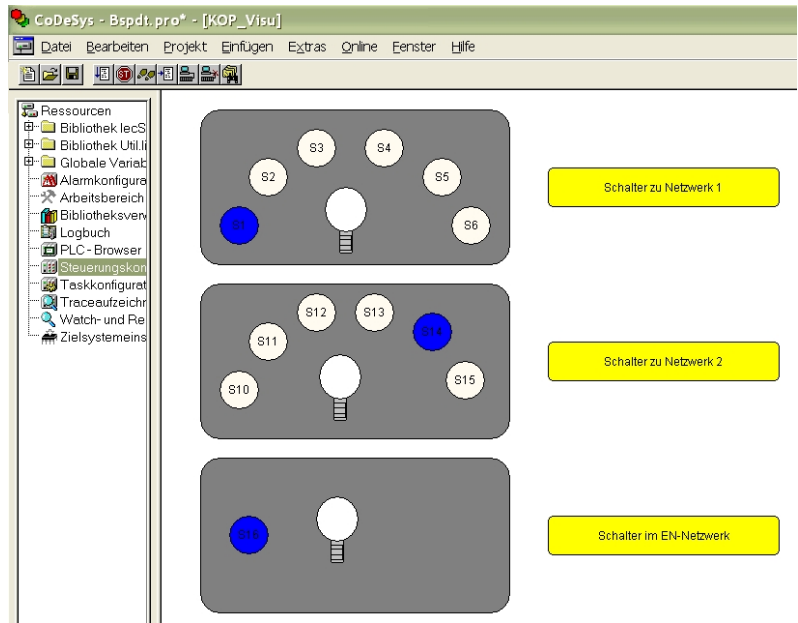 CoDeSys - Bspdt.pro* - [KOP_Visu]
Datei Bearbeiten Projekt Einfügen Extras Online Fenster Hilfe
Ressourcen
Bibliothek IecS
Bibliothek Util.li
Globale Variab
Alarmkonfigura
Arbeitsbereich
Bibliotheksverw
Logbuch
PLC-Browser
Steuerungskon
Taskkonfigurat
Traceaufzeichr
Watch- und Re
Zielsystemeins
S1
S2
S3
S4
S5
S6
Schalter zu Netzwerk 1
S10
S11
S12
S13
S14
S15
Schalter zu Netzwerk 2
S16
Schalter im EN-Netzwerk